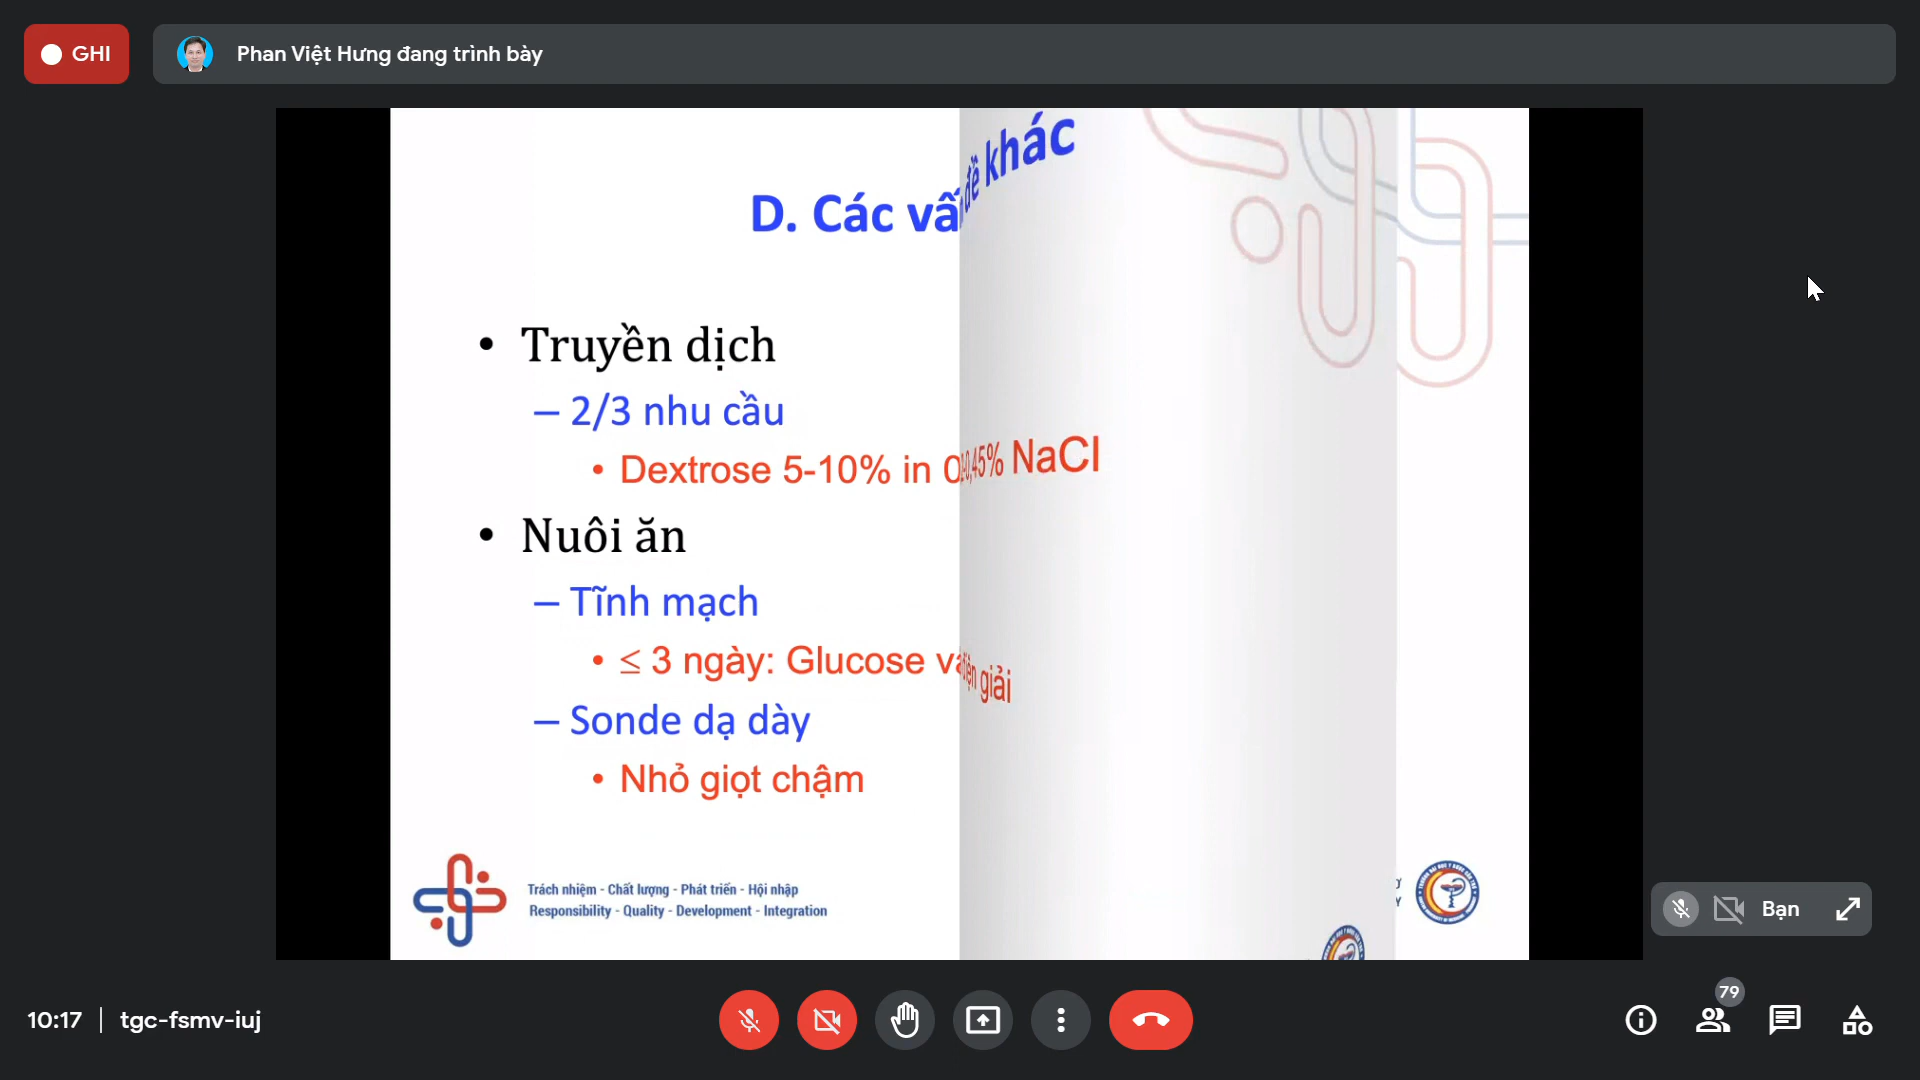 GHI
Phan Việt Hưng đang trình bày
D. Các vấn đề khác
• Truyền dịch
– 2/3 nhu cầu
• Dextrose 5-10% in 0,45% NaCl
• Nuôi ăn
– Tĩnh mạch
• ≤ 3 ngày: Glucose và điện giải
– Sonde dạ dày
• Nhỏ giọt chậm
Trách nhiệm - Chất lượng - Phát triển - Hội nhập
Responsibility - Quality - Development - Integration
Bạn
79
10:17
tgc-fsmv-iuj